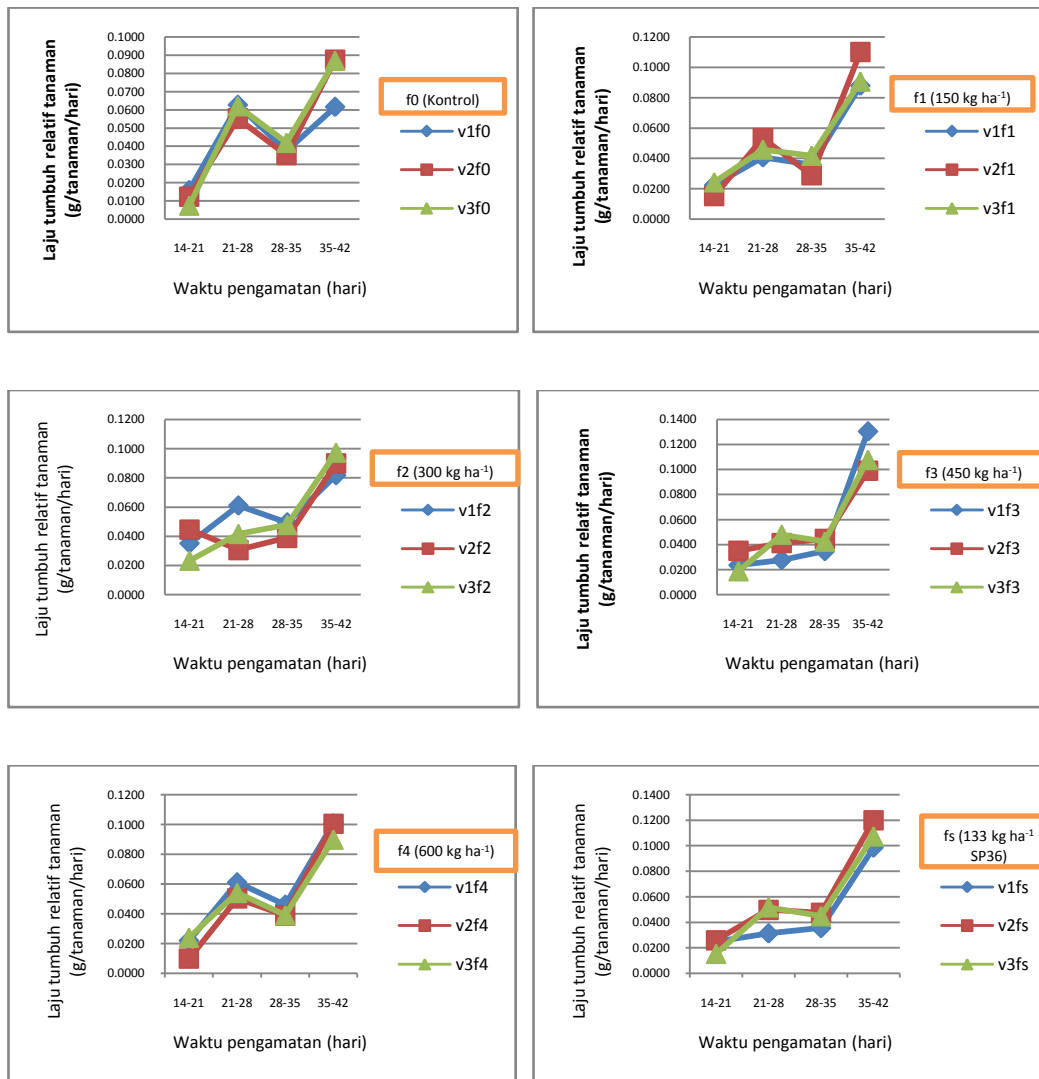 Laju tumbuh relatif tanaman
(g/tanaman/hari)
0.1000
0.0900
0.0800
0.0700
0.0600
0.0500
0.0400
0.0300
0.0200
0.0100
0.0000
14-21 21-28 28-35 35-42
Waktu pengamatan (hari)
f0 (Kontrol)
v1f0
v2f0
v3f0
Laju tumbuh relatif tanaman
(g/tanaman/hari)
0.1200
0.1000
0.0800
0.0600
0.0400
0.0200
0.0000
14-21 21-28 28-35 35-42
Waktu pengamatan (hari)
f1 (150 kg ha⁻¹)
v1f1
v2f1
v3f1
Laju tumbuh relatif tanaman
(g/tanaman/hari)
0.1200
0.1000
0.0800
0.0600
0.0400
0.0200
0.0000
14-21 21-28 28-35 35-42
Waktu pengamatan (hari)
f2 (300 kg ha⁻¹)
v1f2
v2f2
v3f2
Laju tumbuh relatif tanaman
(g/tanaman/hari)
0.1400
0.1200
0.1000
0.0800
0.0600
0.0400
0.0200
0.0000
14-21 21-28 28-35 35-42
Waktu pengamatan (hari)
f3 (450 kg ha⁻¹)
v1f3
v2f3
v3f3
Laju tumbuh relatif tanaman
(g/tanaman/hari)
0.1200
0.1000
0.0800
0.0600
0.0400
0.0200
0.0000
14-21 21-28 28-35 35-42
Waktu pengamatan (hari)
f4 (600 kg ha⁻¹)
v1f4
v2f4
v3f4
Laju tumbuh relatif tanaman
(g/tanaman/hari)
0.1400
0.1200
0.1000
0.0800
0.0600
0.0400
0.0200
0.0000
14-21 21-28 28-35 35-42
Waktu pengamatan (hari)
fs (133 kg ha⁻¹
SP36)
v1fs
v2fs
v3fs